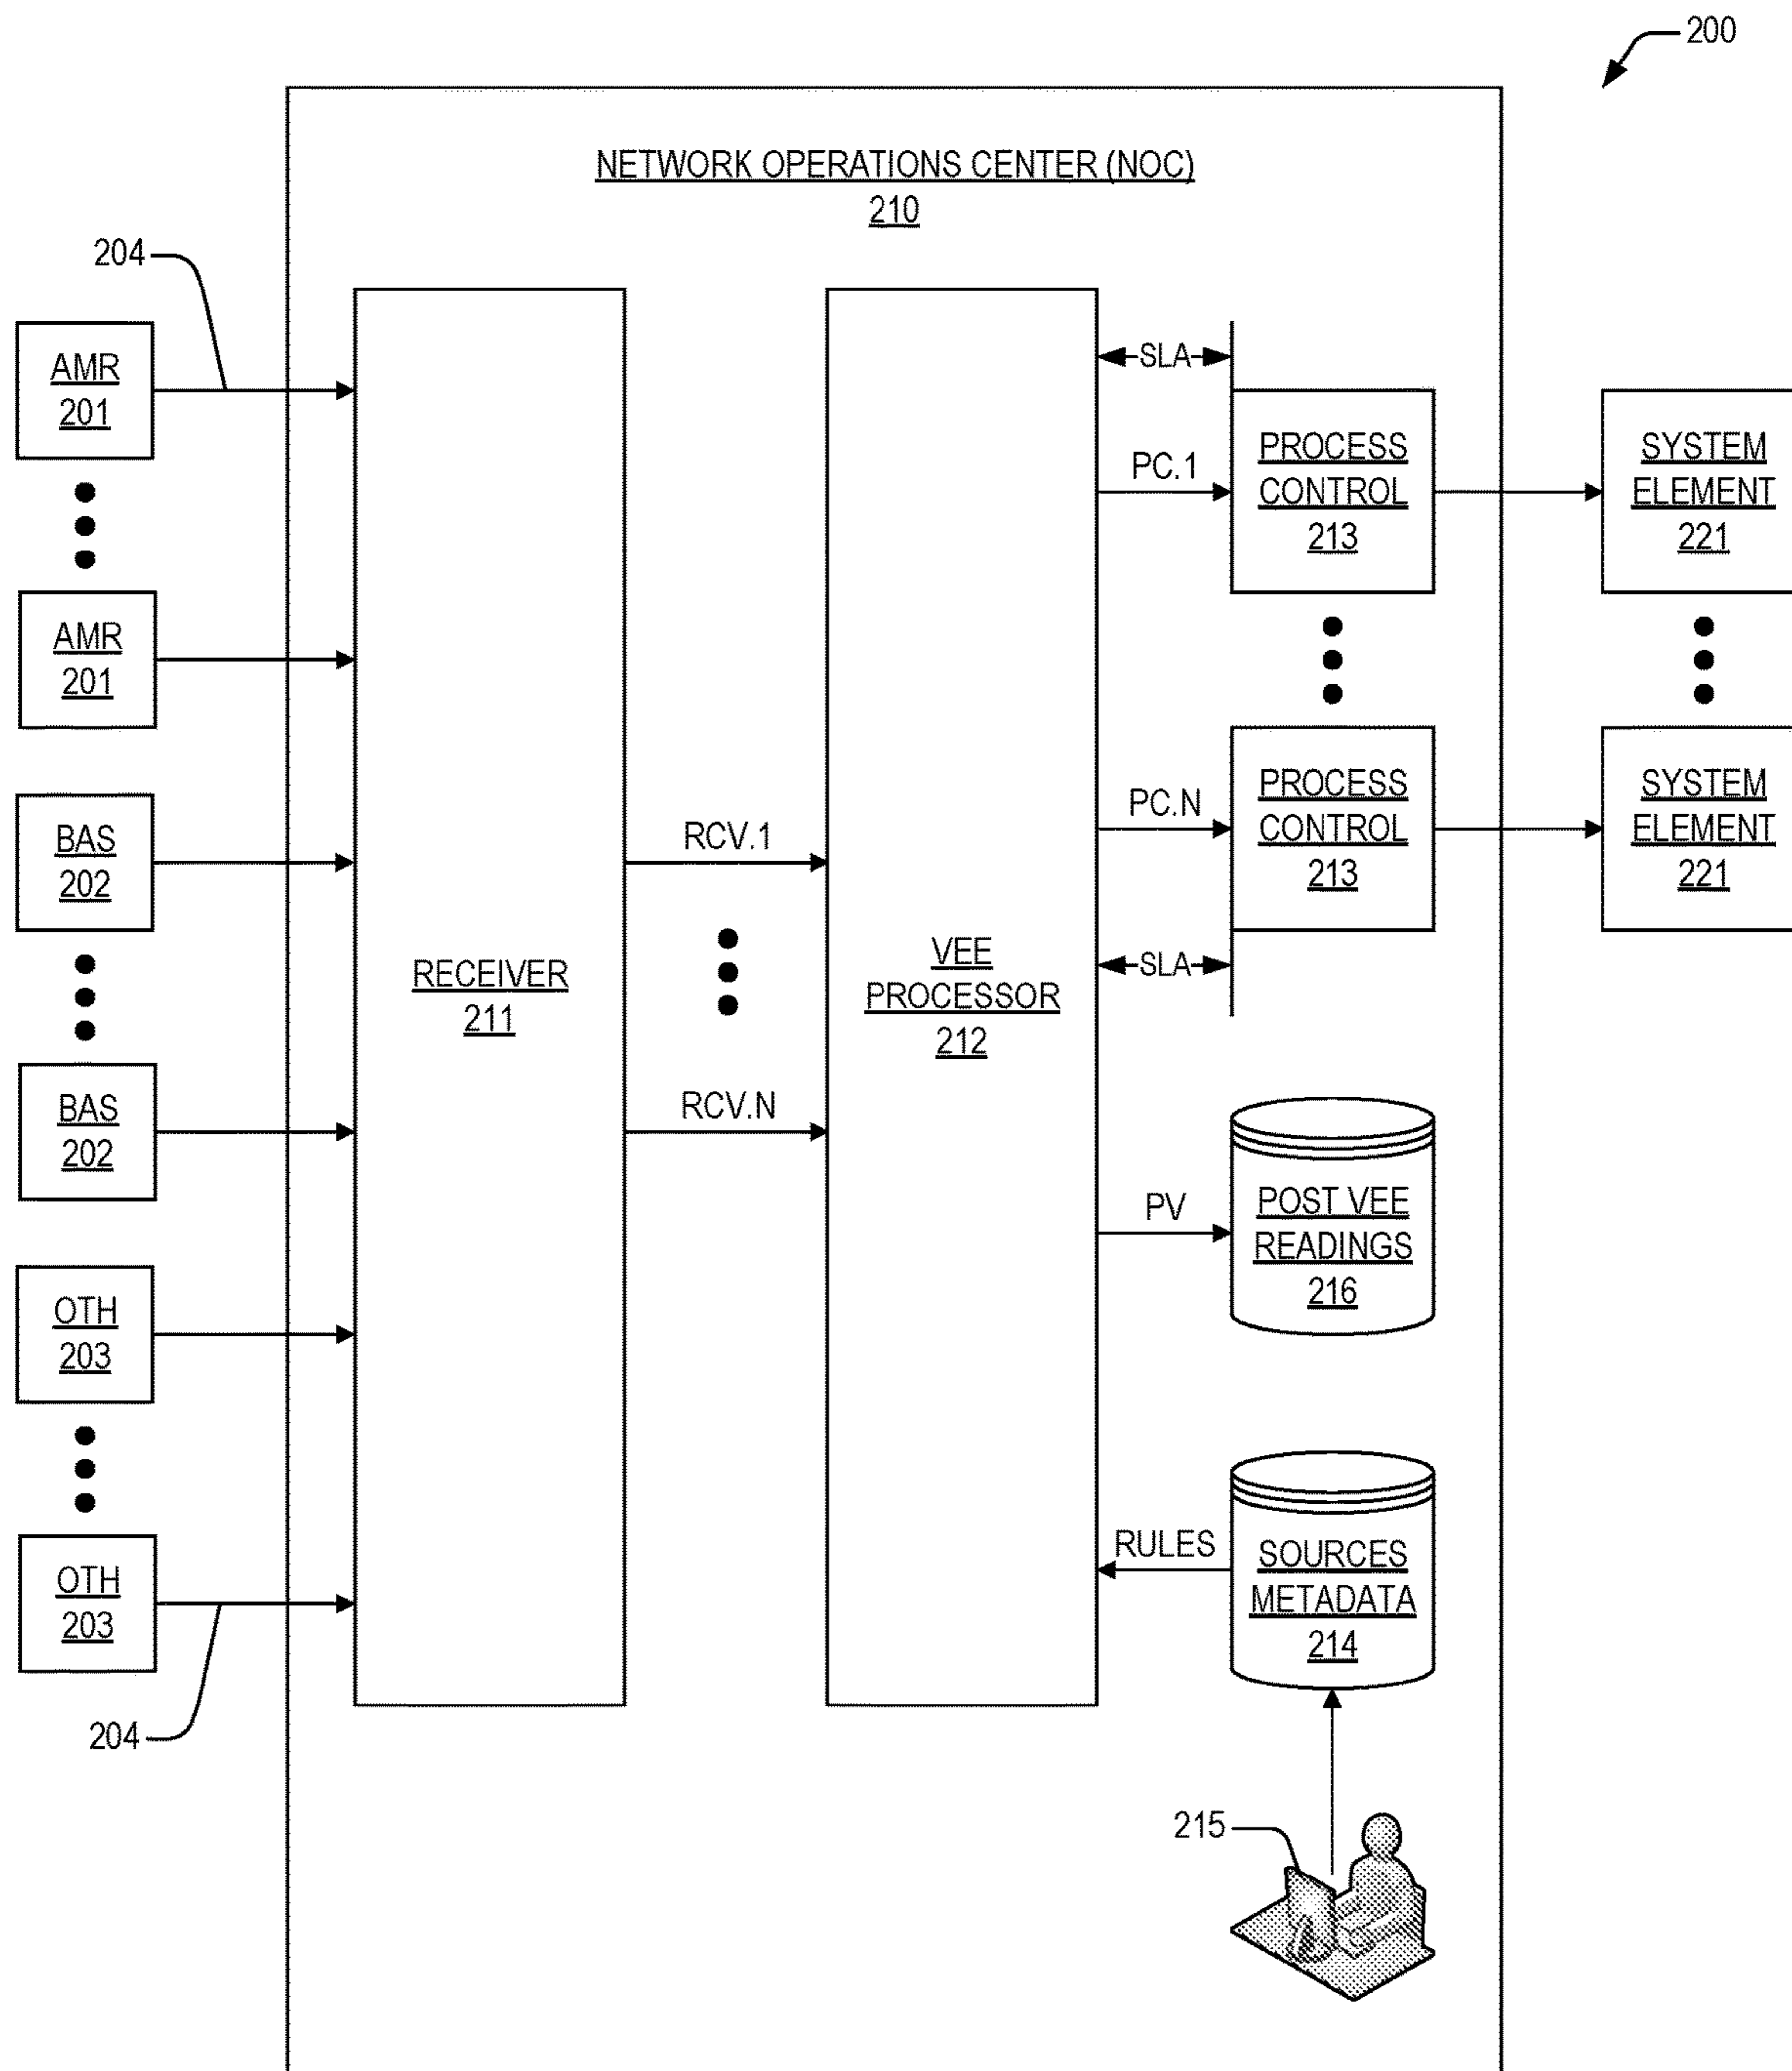 200
NETWORK OPERATIONS CENTER (NOC)
210
204
AMR
201
AMR
201
BAS
202
BAS
202
OTH
203
OTH
203
204
RECEIVER
211
RCV.1
RCV.N
VEE
PROCESSOR
212
SLA
PC.1
PC.N
SLA
PV
RULES
PROCESS
CONTROL
213
PROCESS
CONTROL
213
POST VEE
READINGS
216
SOURCES
METADATA
214
215
SYSTEM
ELEMENT
221
SYSTEM
ELEMENT
221